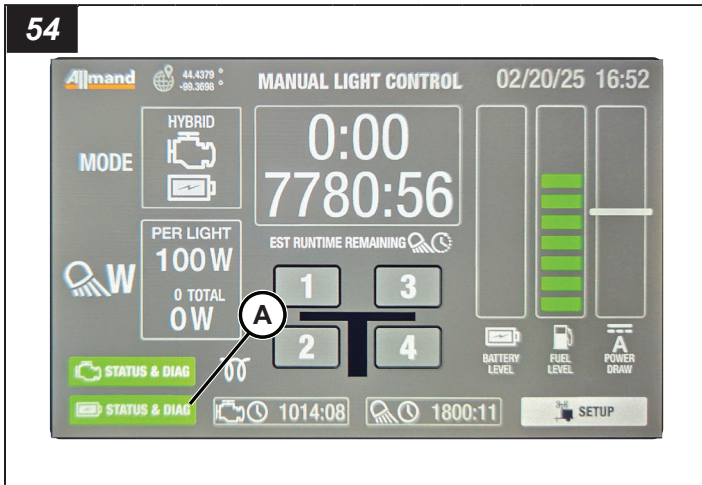 54
Allmand 44.4379 ° MANUAL LIGHT CONTROL 02/20/25 16:52
-99.3698 °
HYBRID
MODE
0:00
7780:56
EST RUNTIME REMAINING
PER LIGHT
100 W
W
0 TOTAL
0W
A
1 3
2 4
BATTERY LEVEL
FUEL LEVEL
A
POWER DRAW
STATUS & DIAG
STATUS & DIAG 1014:08 1800:11 SETUP